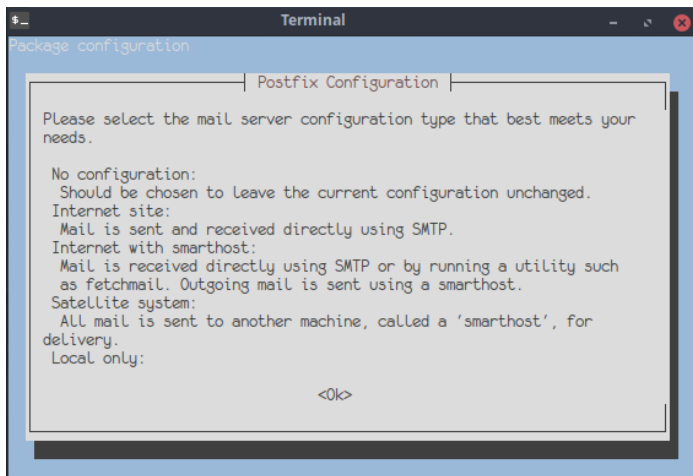 $_ Terminal
Package configuration
Postfix Configuration
Please select the mail server configuration type that best meets your
needs.
No configuration:
Should be chosen to leave the current configuration unchanged.
Internet site:
Mail is sent and received directly using SMTP.
Internet with smarthost:
Mail is received directly using SMTP or by running a utility such
as fetchmail. Outgoing mail is sent using a smarthost.
Satellite system:
All mail is sent to another machine, called a 'smarthost', for
delivery.
Local only:
<Ok>